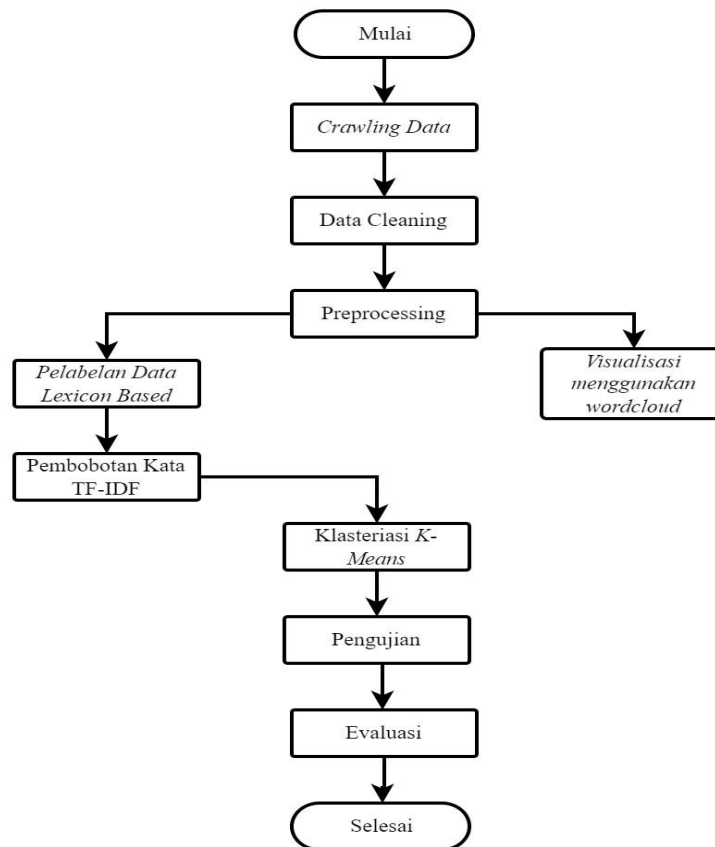 Mulai
Crawling Data
Data Cleaning
Preprocessing
Pelabelan Data
Lexicon Based
Visualisasi
menggunakan
wordcloud
Pembobotan Kata
TF-IDF
Klasteriasi K-
Means
Pengujian
Evaluasi
Selesai